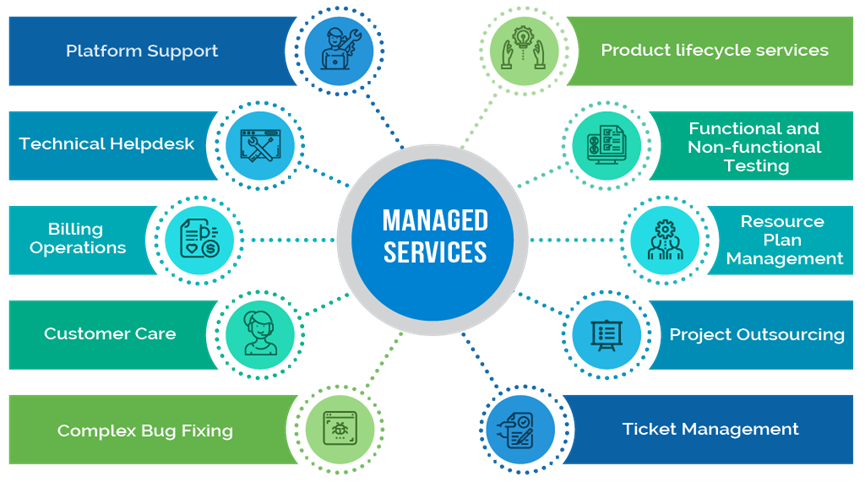 Platform Support
Technical Helpdesk
Billing
Operations
Customer Care
Complex Bug Fixing
MANAGED
SERVICES
Product lifecycle services
Functional and
Non-functional
Testing
Resource
Plan
Management
Project Outsourcing
Ticket Management